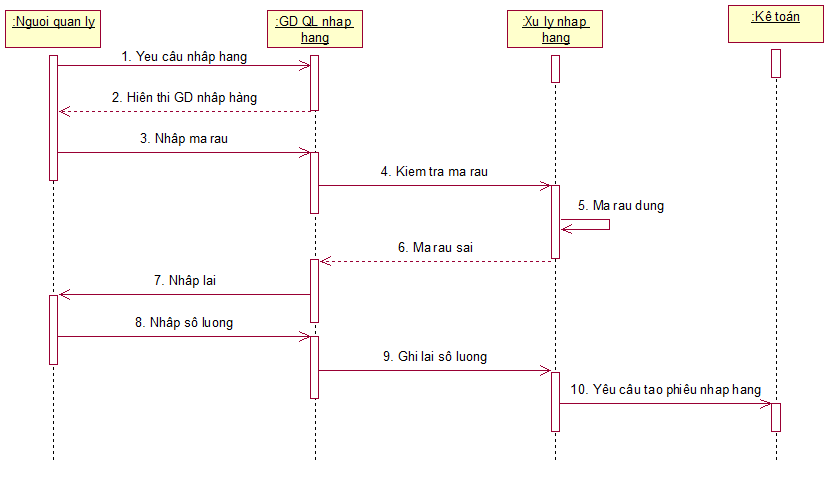 :Nguoi quan ly
:GD QL nhap
hang
:Xu ly nhap
hang
:Kê toán
1. Yeu câu nhâp hang
2. Hiên thi GD nhâp hàng
3. Nhâp ma rau
4. Kiem tra ma rau
5. Ma rau dung
6. Ma rau sai
7. Nhâp lai
8. Nhâp sô luong
9. Ghi lai sô luong
10. Yêu câu tao phiêu nhap hang